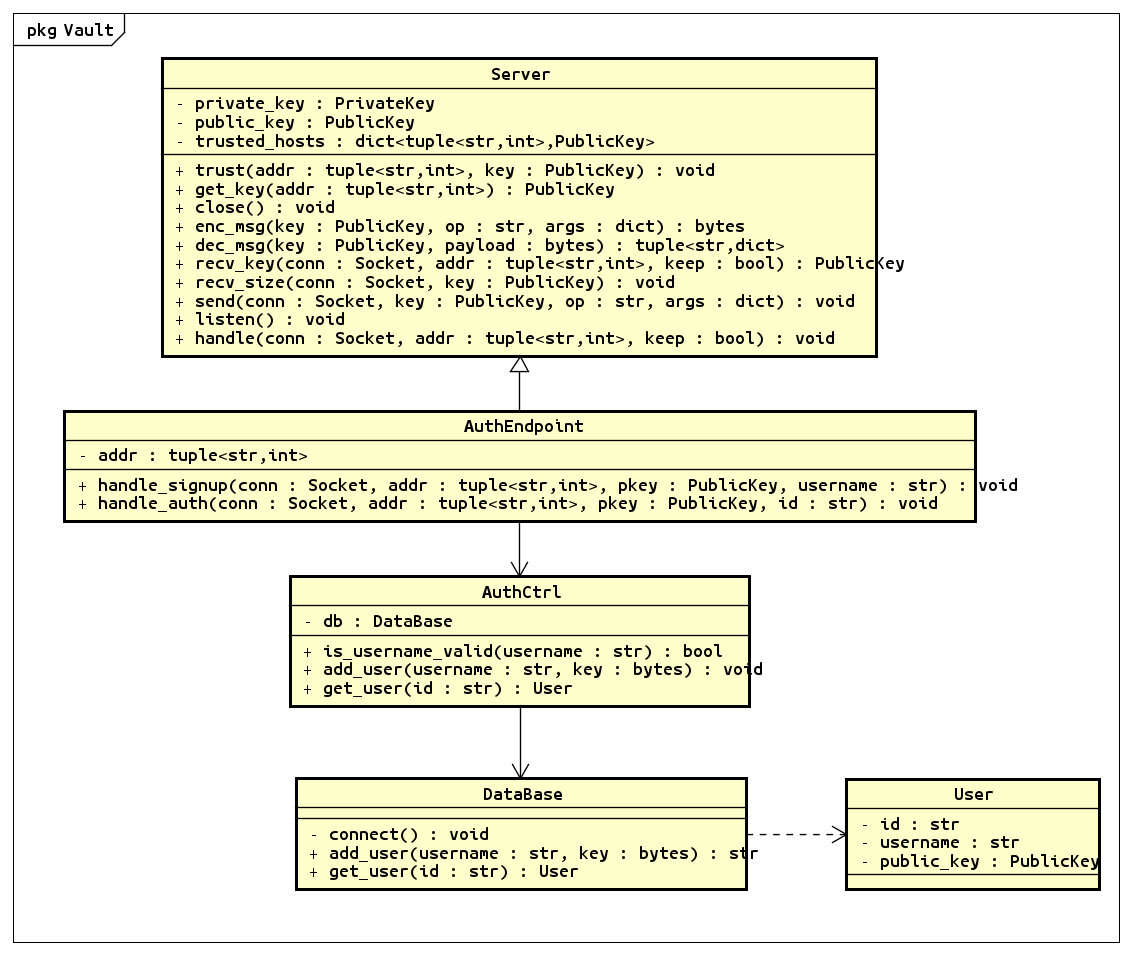 pkg Vault
Server
- private_key : PrivateKey
- public_key : PublicKey
- trusted_hosts : dict<tuple<str,int>,PublicKey>
+ trust(addr : tuple<str,int>, key : PublicKey) : void
+ get_key(addr : tuple<str,int>) : PublicKey
+ close() : void
+ enc_msg(key : PublicKey, op : str, args : dict) : bytes
+ dec_msg(key : PublicKey, payload : bytes) : tuple<str,dict>
+ recv_key(conn : Socket, addr : tuple<str,int>, keep : bool) : PublicKey
+ recv_size(conn : Socket, key : PublicKey) : void
+ send(conn : Socket, key : PublicKey, op : str, args : dict) : void
+ listen() : void
+ handle(conn : Socket, addr : tuple<str,int>, keep : bool) : void
AuthEndpoint
- addr : tuple<str,int>
+ handle_signup(conn : Socket, addr : tuple<str,int>, pkey : PublicKey, username : str) : void
+ handle_auth(conn : Socket, addr : tuple<str,int>, pkey : PublicKey, id : str) : void
AuthCtrl
- db : DataBase
+ is_username_valid(username : str) : bool
+ add_user(username : str, key : bytes) : void
+ get_user(id : str) : User
DataBase
- connect() : void
+ add_user(username : str, key : bytes) : str
+ get_user(id : str) : User
User
- id : str
- username : str
- public_key : PublicKey